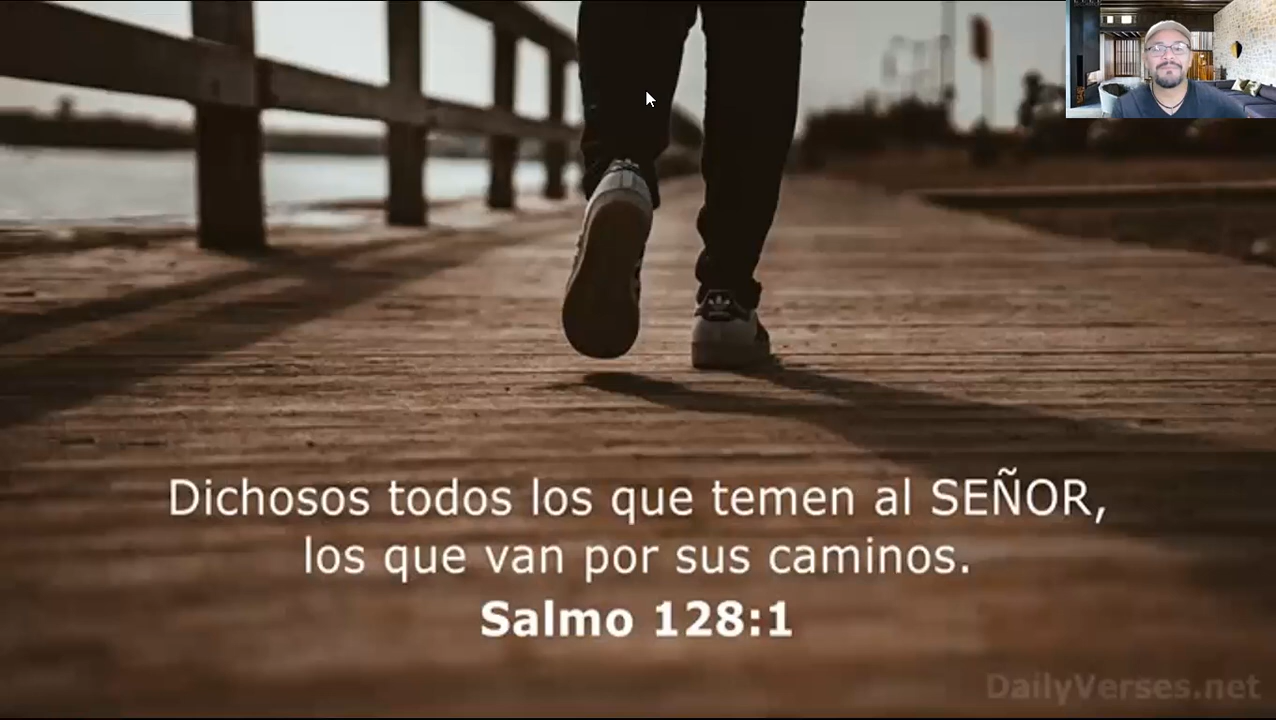 Dichosos todos los que temen al SEÑOR,
los que van por sus caminos.
Salmo 128:1
DailyVerses.net